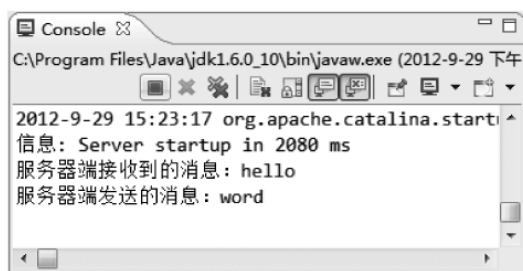 Console
C:\Program Files\Java\jdk1.6.0_10\bin\javaw.exe (2012-9-29 下午
2012-9-29 15:23:17 org.apache.catalina.start
信息: Server startup in 2080 ms
服务器端接收到的消息：hello
服务器端发送的消息：word